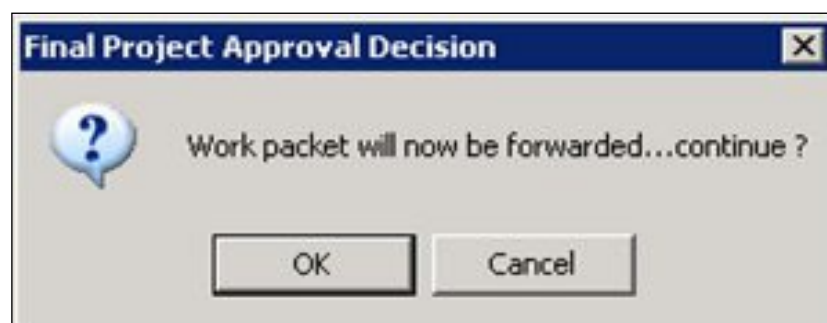 Final Project Approval Decision
Work packet will now be forwarded...continue ?
OK
Cancel